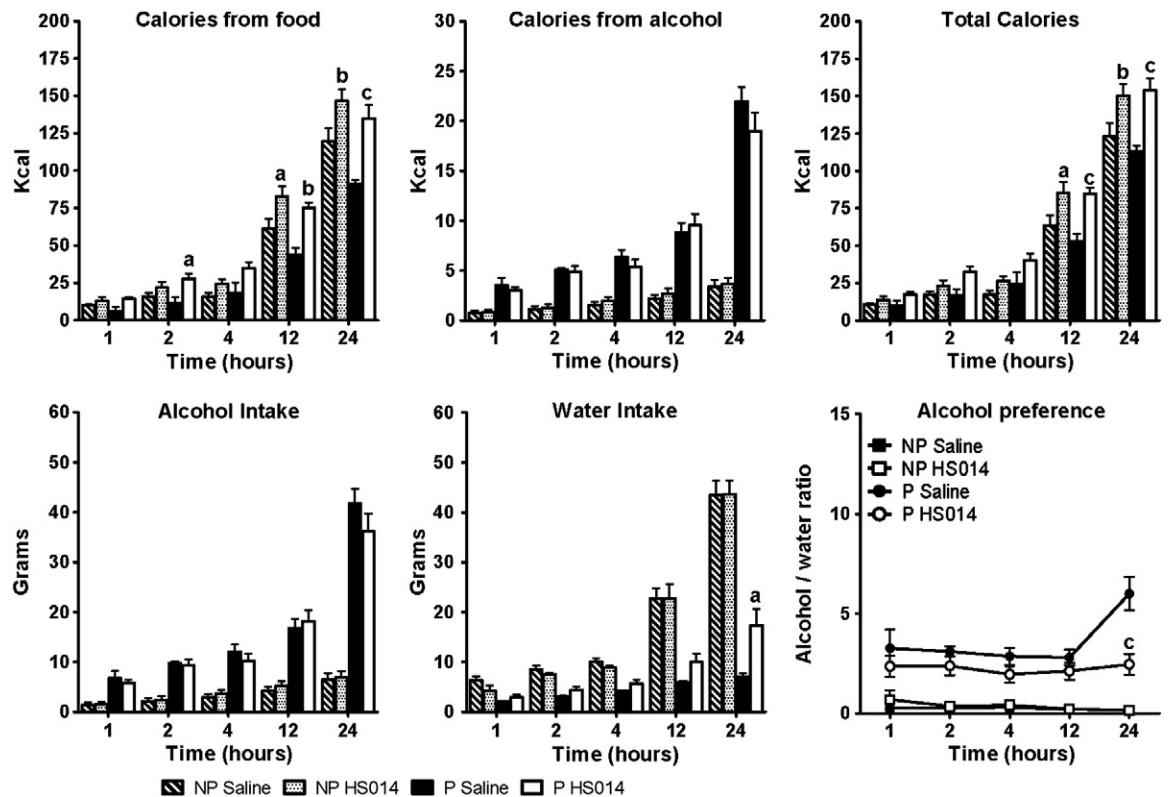 Calories from food
Kcal
200
175
150
125
100
75
50
25
0
a
a
b
b
c
1 2 4 12 24
Time (hours)
Calories from alcohol
Kcal
30
25
20
15
10
5
0
1 2 4 12 24
Time (hours)
Total Calories
Kcal
200
175
150
125
100
75
50
25
0
a
c
b
c
1 2 4 12 24
Time (hours)
Alcohol Intake
Grams
60
50
40
30
20
10
0
1 2 4 12 24
Time (hours)
Water Intake
Grams
60
50
40
30
20
10
0
a
1 2 4 12 24
Time (hours)
Alcohol preference
Alcohol / water ratio
15
10
5
0
NP Saline
NP HS014
P Saline
P HS014
c
1 2 4 12 24
Time (hours)
NP Saline NP HS014 P Saline P HS014